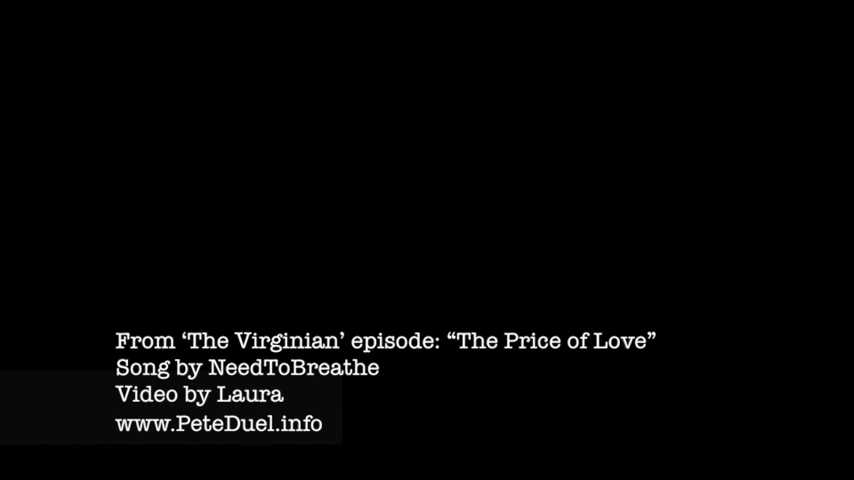 From ‘The Virginian’ episode: “The Price of Love”
Song by NeedToBreathe
Video by Laura
www.PeteDuel.info